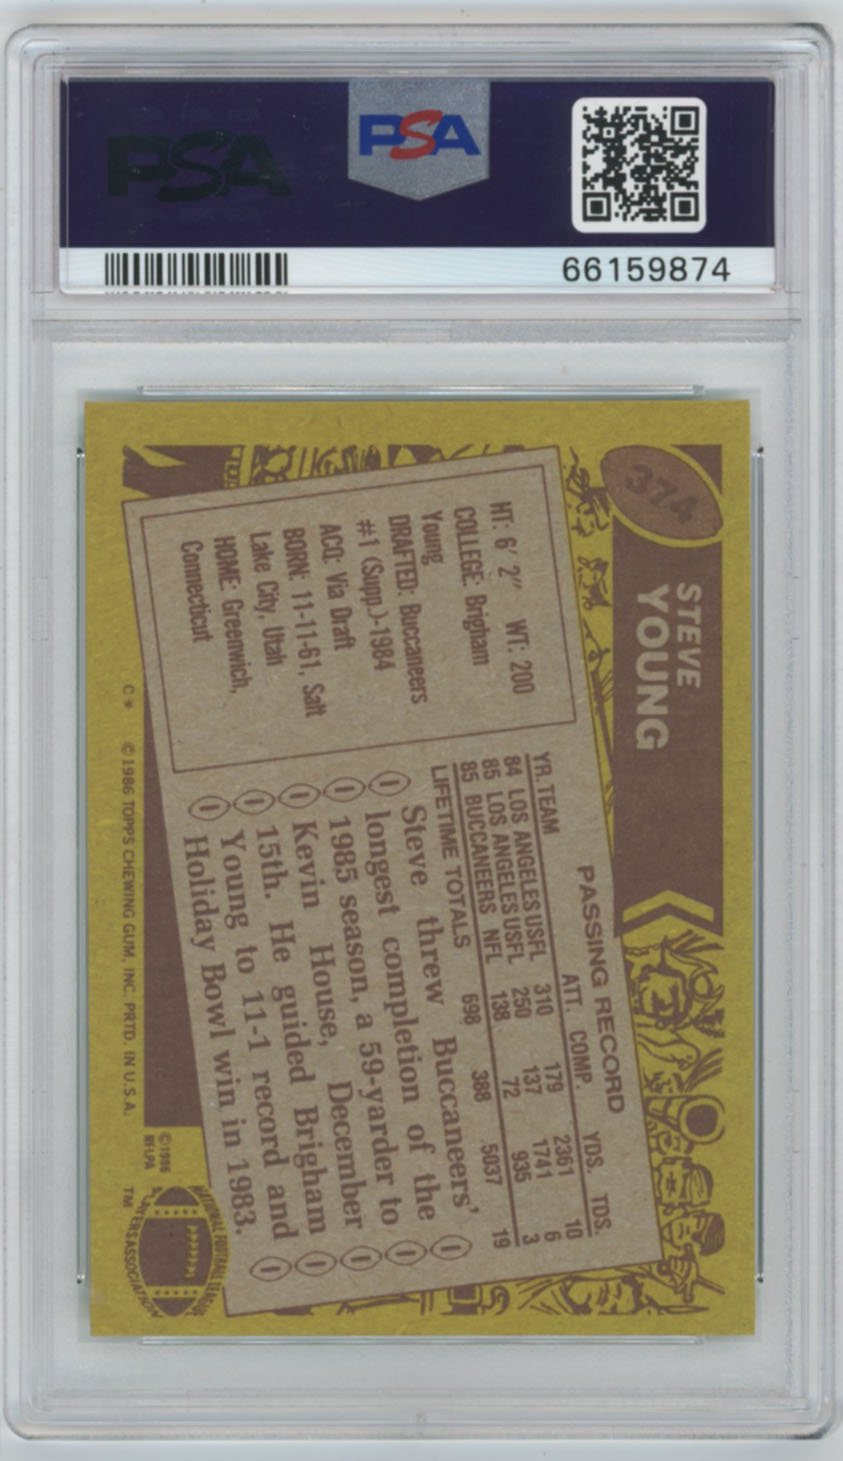 PSA
PSA
66159874
374
STEVE
YOUNG
HT: 6' 2" WT: 200
COLLEGE: Brigham
Young
DRAFTED: Buccaneers
#1 (Supp.)-1984
ACQ: Via Draft
BORN: 11-11-61, Salt
Lake City, Utah
HOME: Greenwich,
Connecticut
PASSING RECORD
YR. TEAM ATT. COMP. YDS. TDS.
84 LOS ANGELES USFL 310 179 2361 10
85 LOS ANGELES USFL 250 137 1741 6
85 BUCCANEERS NFL 138 72 935 3
LIFETIME TOTALS 698 388 5037 19
Steve threw Buccaneers'
longest completion of the
1985 season, a 59-yarder to
Kevin House, December
15th. He guided Brigham
Young to 11-1 record and
Holiday Bowl win in 1983.
C* ©1986 TOPPS CHEWING GUM, INC. PRTD. IN U.S.A.
©1986
NFLPA
NATIONAL FOOTBALL LEAGUE
PLAYERS ASSOCIATION
TM